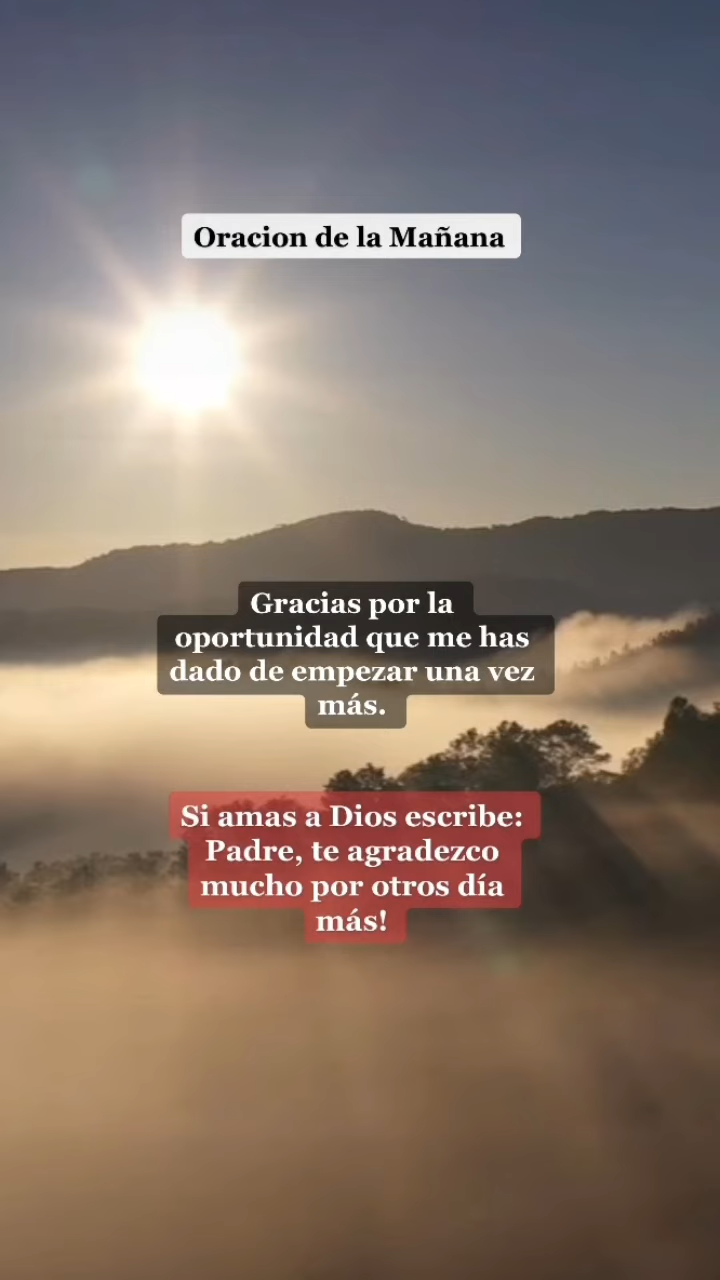 Oracion de la Mañana
Gracias por la
oportunidad que me has
dado de empezar una vez
más.
Si amas a Dios escribe:
Padre, te agradezco
mucho por otros día
más!